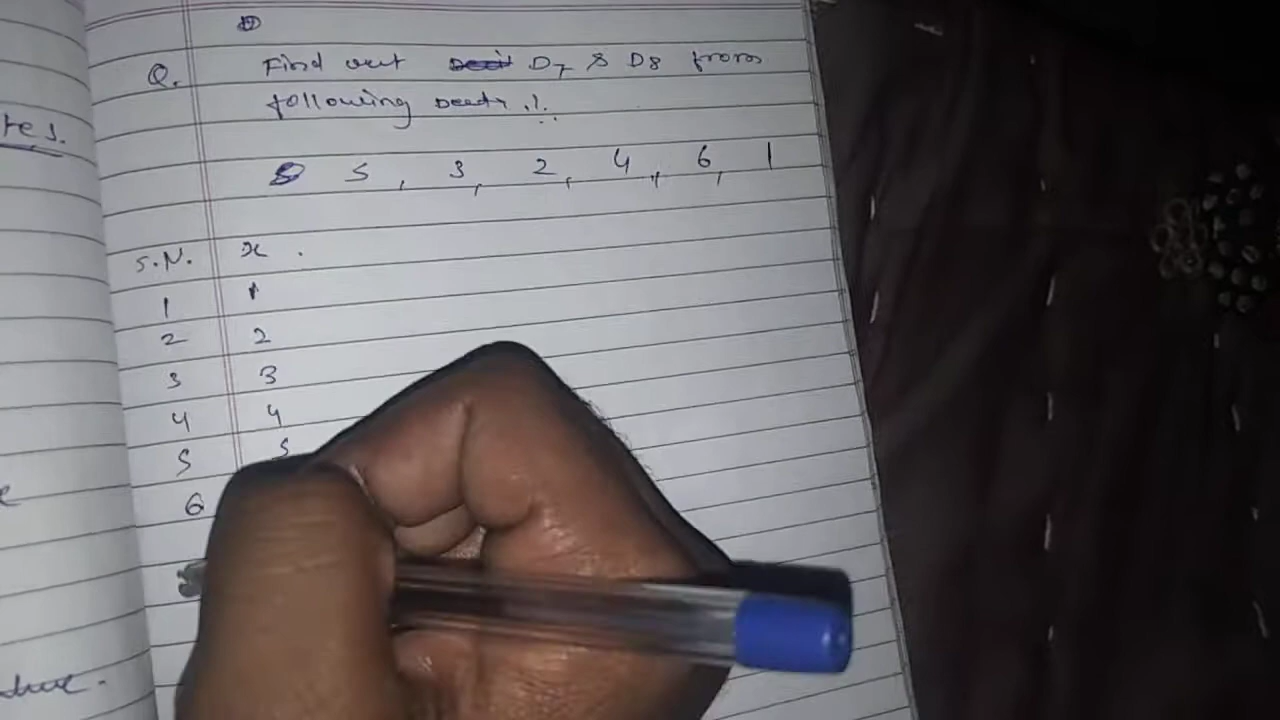 Q. Find out D7 & D8 from
following
5, 3, 2, 4, 6, 1
S.N. x.
1 1
2 2
3 3
4 4
5 5
6